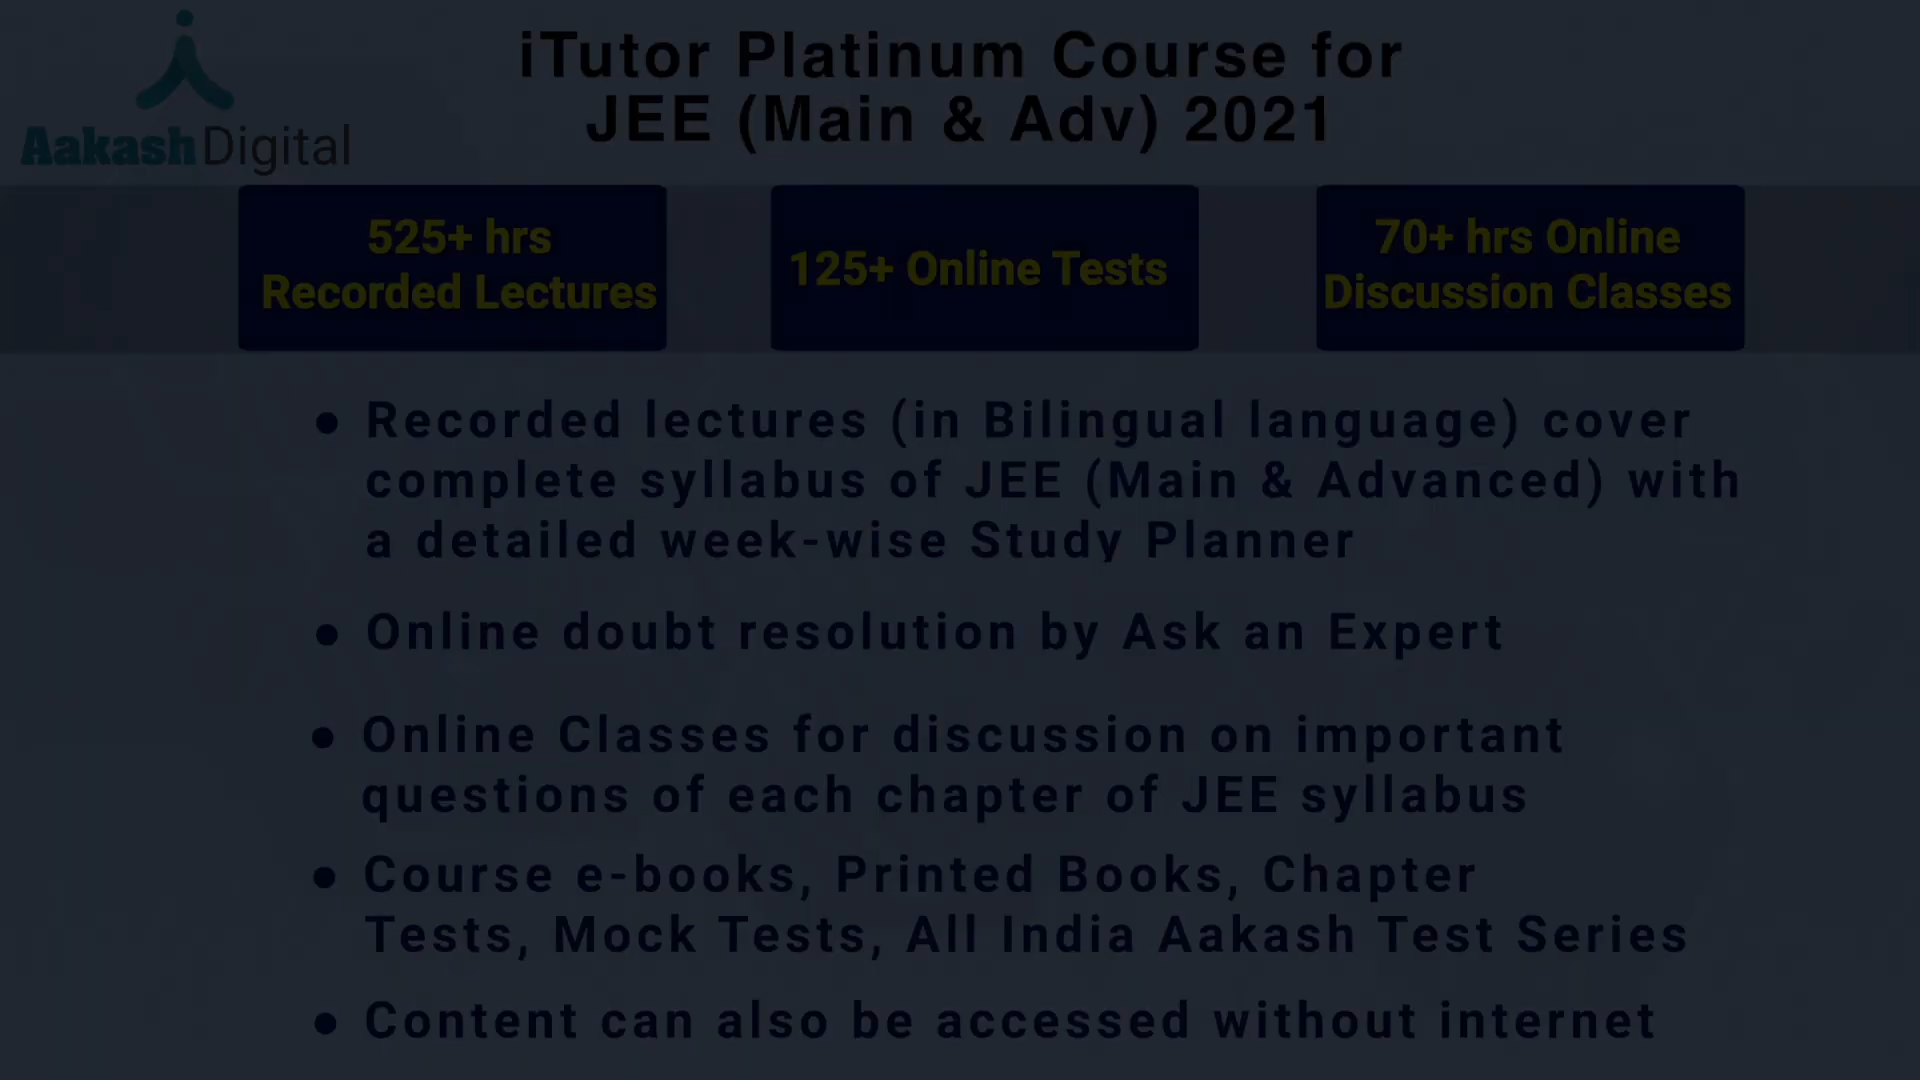 Aakash Digital
iTutor Platinum Course for
JEE (Main & Adv) 2021
525+ hrs
Recorded Lectures
125+ Online Tests
70+ hrs Online
Discussion Classes
● Recorded lectures (in Bilingual language) cover
complete syllabus of JEE (Main & Advanced) with
a detailed week-wise Study Planner
● Online doubt resolution by Ask an Expert
● Online Classes for discussion on important
questions of each chapter of JEE syllabus
● Course e-books, Printed Books, Chapter
Tests, Mock Tests, All India Aakash Test Series
● Content can also be accessed without internet